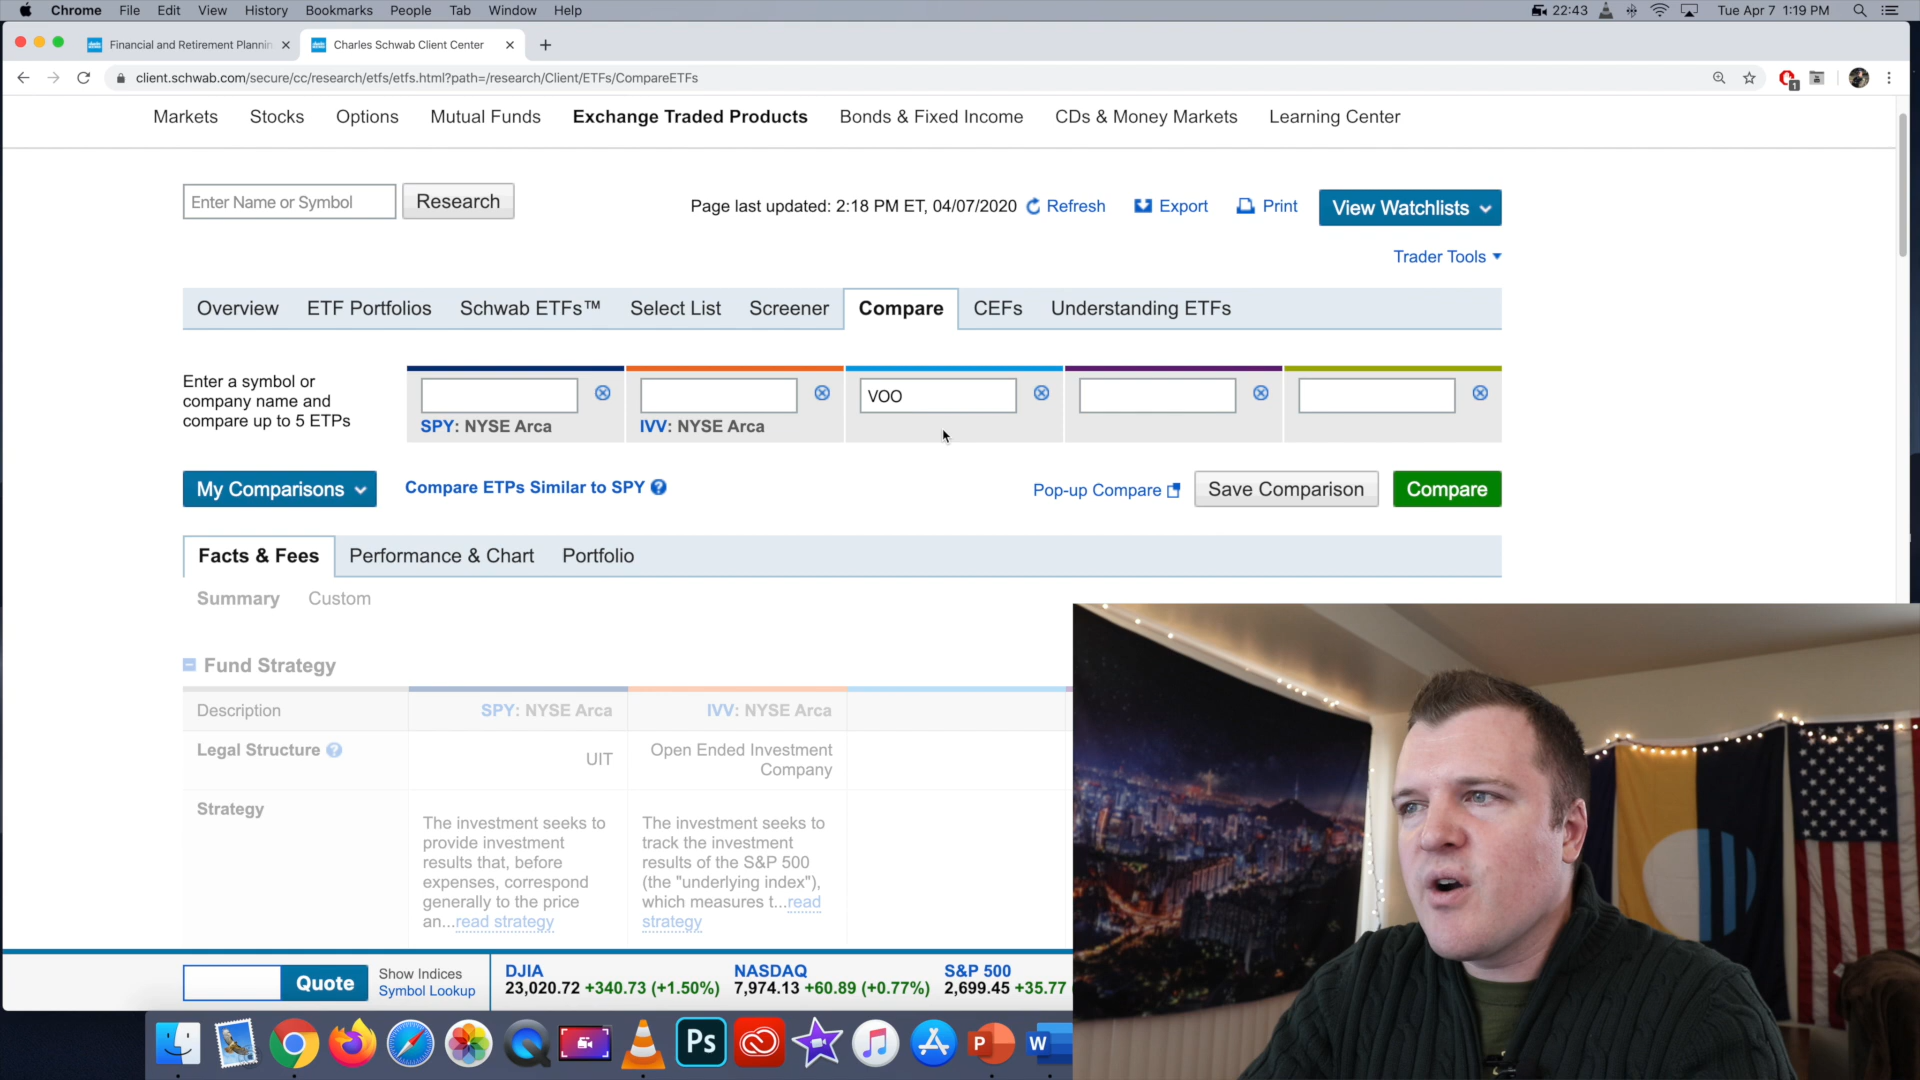 Chrome File Edit View History Bookmarks People Tab Window Help 22:43 Tue Apr 7 1:19 PM
Financial and Retirement Plannin Charles Schwab Client Center
client.schwab.com/secure/cc/research/etfs/etfs.html?path=/research/Client/ETFs/CompareETFs
Markets Stocks Options Mutual Funds Exchange Traded Products Bonds & Fixed Income CDs & Money Markets Learning Center
Enter Name or Symbol Research Page last updated: 2:18 PM ET, 04/07/2020 Refresh Export Print View Watchlists
Trader Tools
Overview ETF Portfolios Schwab ETFs™ Select List Screener Compare CEFs Understanding ETFs
Enter a symbol or
company name and
compare up to 5 ETPs
VOO
SPY: NYSE Arca IVV: NYSE Arca
My Comparisons Compare ETPs Similar to SPY Pop-up Compare Save Comparison Compare
Facts & Fees Performance & Chart Portfolio
Summary Custom
Fund Strategy
Description SPY: NYSE Arca IVV: NYSE Arca
Legal Structure UIT Open Ended Investment
Company
Strategy
The investment seeks to
provide investment
results that, before
expenses, correspond
generally to the price
an...read strategy
The investment seeks to
track the investment
results of the S&P 500
(the "underlying index"),
which measures t...read
strategy
Quote Show Indices
Symbol Lookup
DJIA
23,020.72 +340.73 (+1.50%)
NASDAQ
7,974.13 +60.89 (+0.77%)
S&P 500
2,699.45 +35.77
Ps
P
W